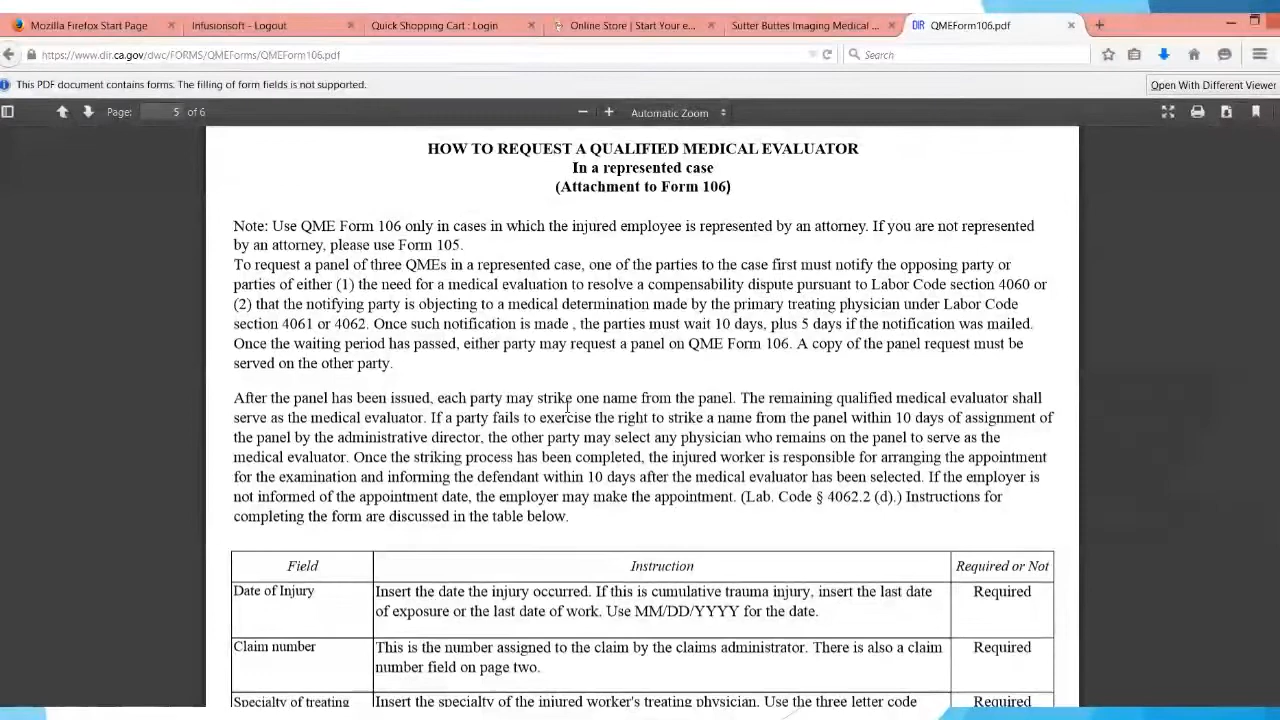 Mozilla Firefox Start Page
Infusionsoft - Logout
Quick Shopping Cart : Login
Online Store | Start Your e...
Sutter Buttes Imaging Medical ...
DIR QMEForm106.pdf
https://www.dir.ca.gov/dwc/FORMS/QMEForms/QMEForm106.pdf
Search
This PDF document contains forms. The filling of form fields is not supported.
Open With Different Viewer
Page: 5 of 6
Automatic Zoom
HOW TO REQUEST A QUALIFIED MEDICAL EVALUATOR
In a represented case
(Attachment to Form 106)
Note: Use QME Form 106 only in cases in which the injured employee is represented by an attorney. If you are not represented
by an attorney, please use Form 105.
To request a panel of three QMEs in a represented case, one of the parties to the case first must notify the opposing party or
parties of either (1) the need for a medical evaluation to resolve a compensability dispute pursuant to Labor Code section 4060 or
(2) that the notifying party is objecting to a medical determination made by the primary treating physician under Labor Code
section 4061 or 4062. Once such notification is made , the parties must wait 10 days, plus 5 days if the notification was mailed.
Once the waiting period has passed, either party may request a panel on QME Form 106. A copy of the panel request must be
served on the other party.
After the panel has been issued, each party may strike one name from the panel. The remaining qualified medical evaluator shall
serve as the medical evaluator. If a party fails to exercise the right to strike a name from the panel within 10 days of assignment of
the panel by the administrative director, the other party may select any physician who remains on the panel to serve as the
medical evaluator. Once the striking process has been completed, the injured worker is responsible for arranging the appointment
for the examination and informing the defendant within 10 days after the medical evaluator has been selected. If the employer is
not informed of the appointment date, the employer may make the appointment. (Lab. Code § 4062.2 (d).) Instructions for
completing the form are discussed in the table below.
Field Instruction Required or Not
Date of Injury Insert the date the injury occurred. If this is cumulative trauma injury, insert the last date Required
of exposure or the last date of work. Use MM/DD/YYYY for the date.
Claim number This is the number assigned to the claim by the claims administrator. There is also a claim Required
number field on page two.
Specialty of treating Insert the specialty of the injured worker's treating physician. Use the three letter code Required